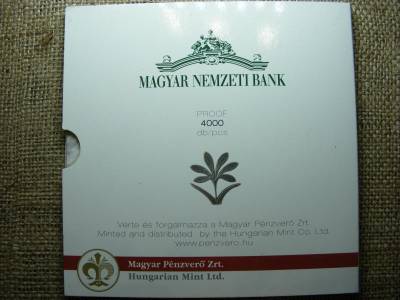 MAGYAR NEMZETI BANK
PROOF
4000
db/pcs
Verte és forgalmazza a Magyar Pénzverő Zrt.
Minted and distributed by the Hungarian Mint Co. Ltd.
www.penzvero.hu
Magyar Pénzverő Zrt.
Hungarian Mint Ltd.